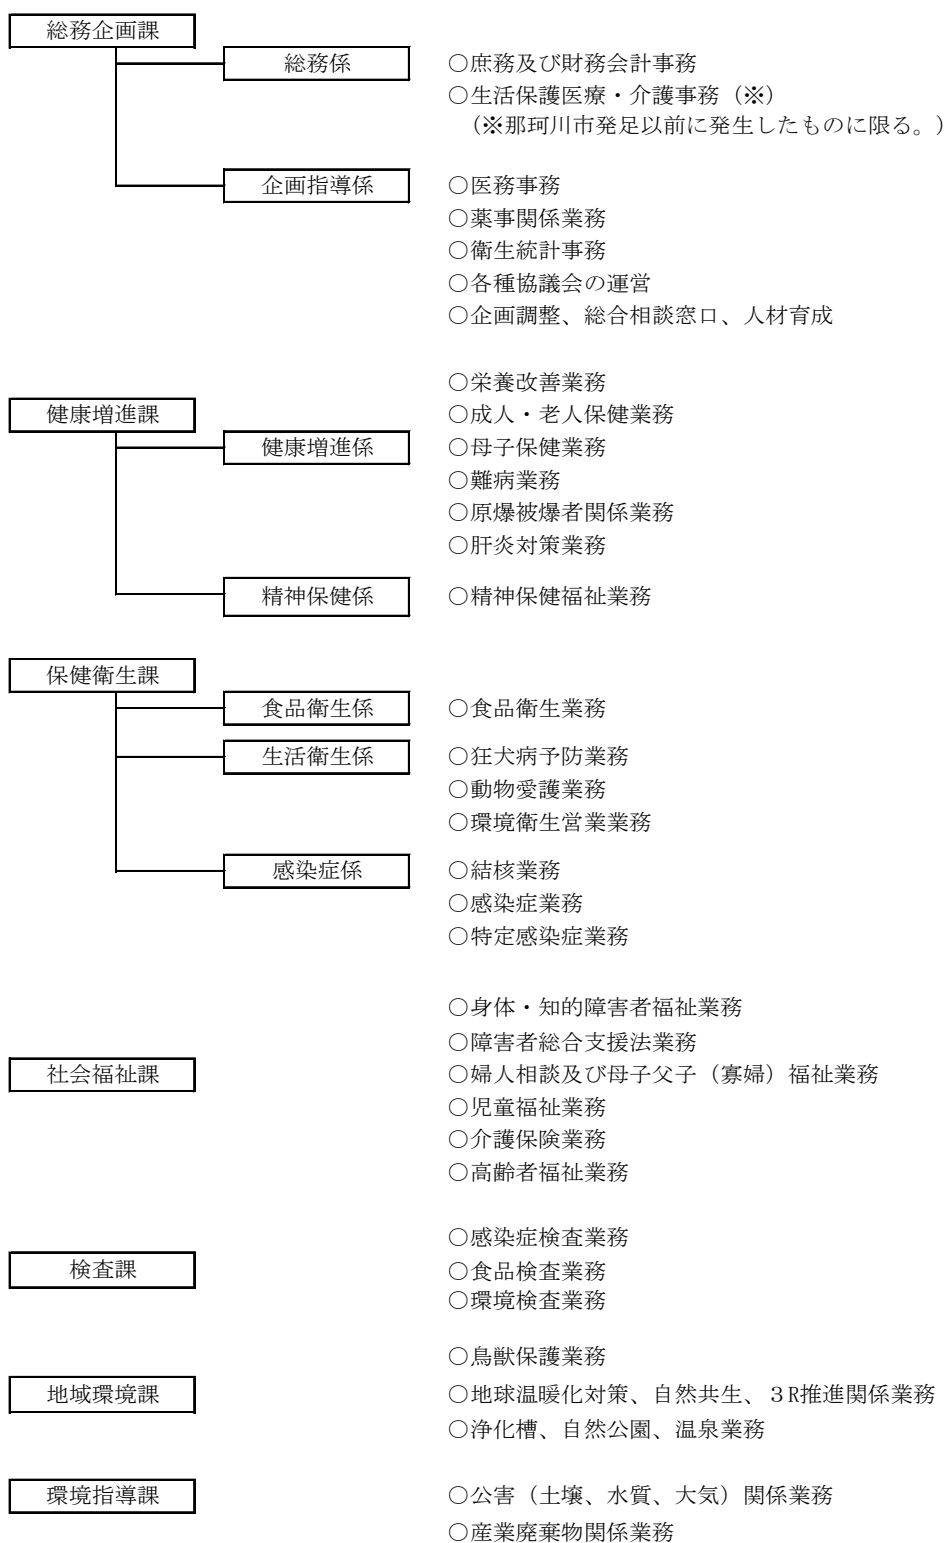 総務企画課
総務係 ○庶務及び財務会計事務
○生活保護医療・介護事務（※）
（※那珂川市発足以前に発生したものに限る。）
企画指導係 ○医務事務
○薬事関係業務
○衛生統計事務
○各種協議会の運営
○企画調整、総合相談窓口、人材育成
○栄養改善業務
健康増進課 ○成人・老人保健業務
健康増進係 ○母子保健業務
○難病業務
○原爆被爆者関係業務
○肝炎対策業務
精神保健係 ○精神保健福祉業務
保健衛生課
食品衛生係 ○食品衛生業務
生活衛生係 ○狂犬病予防業務
○動物愛護業務
○環境衛生営業業務
感染症係 ○結核業務
○感染症業務
○特定感染症業務
○身体・知的障害者福祉業務
○障害者総合支援法業務
社会福祉課 ○婦人相談及び母子父子（寡婦）福祉業務
○児童福祉業務
○介護保険業務
○高齢者福祉業務
○感染症検査業務
検査課 ○食品検査業務
○環境検査業務
○鳥獣保護業務
地域環境課 ○地球温暖化対策、自然共生、３R推進関係業務
○浄化槽、自然公園、温泉業務
環境指導課 ○公害（土壌、水質、大気）関係業務
○産業廃棄物関係業務